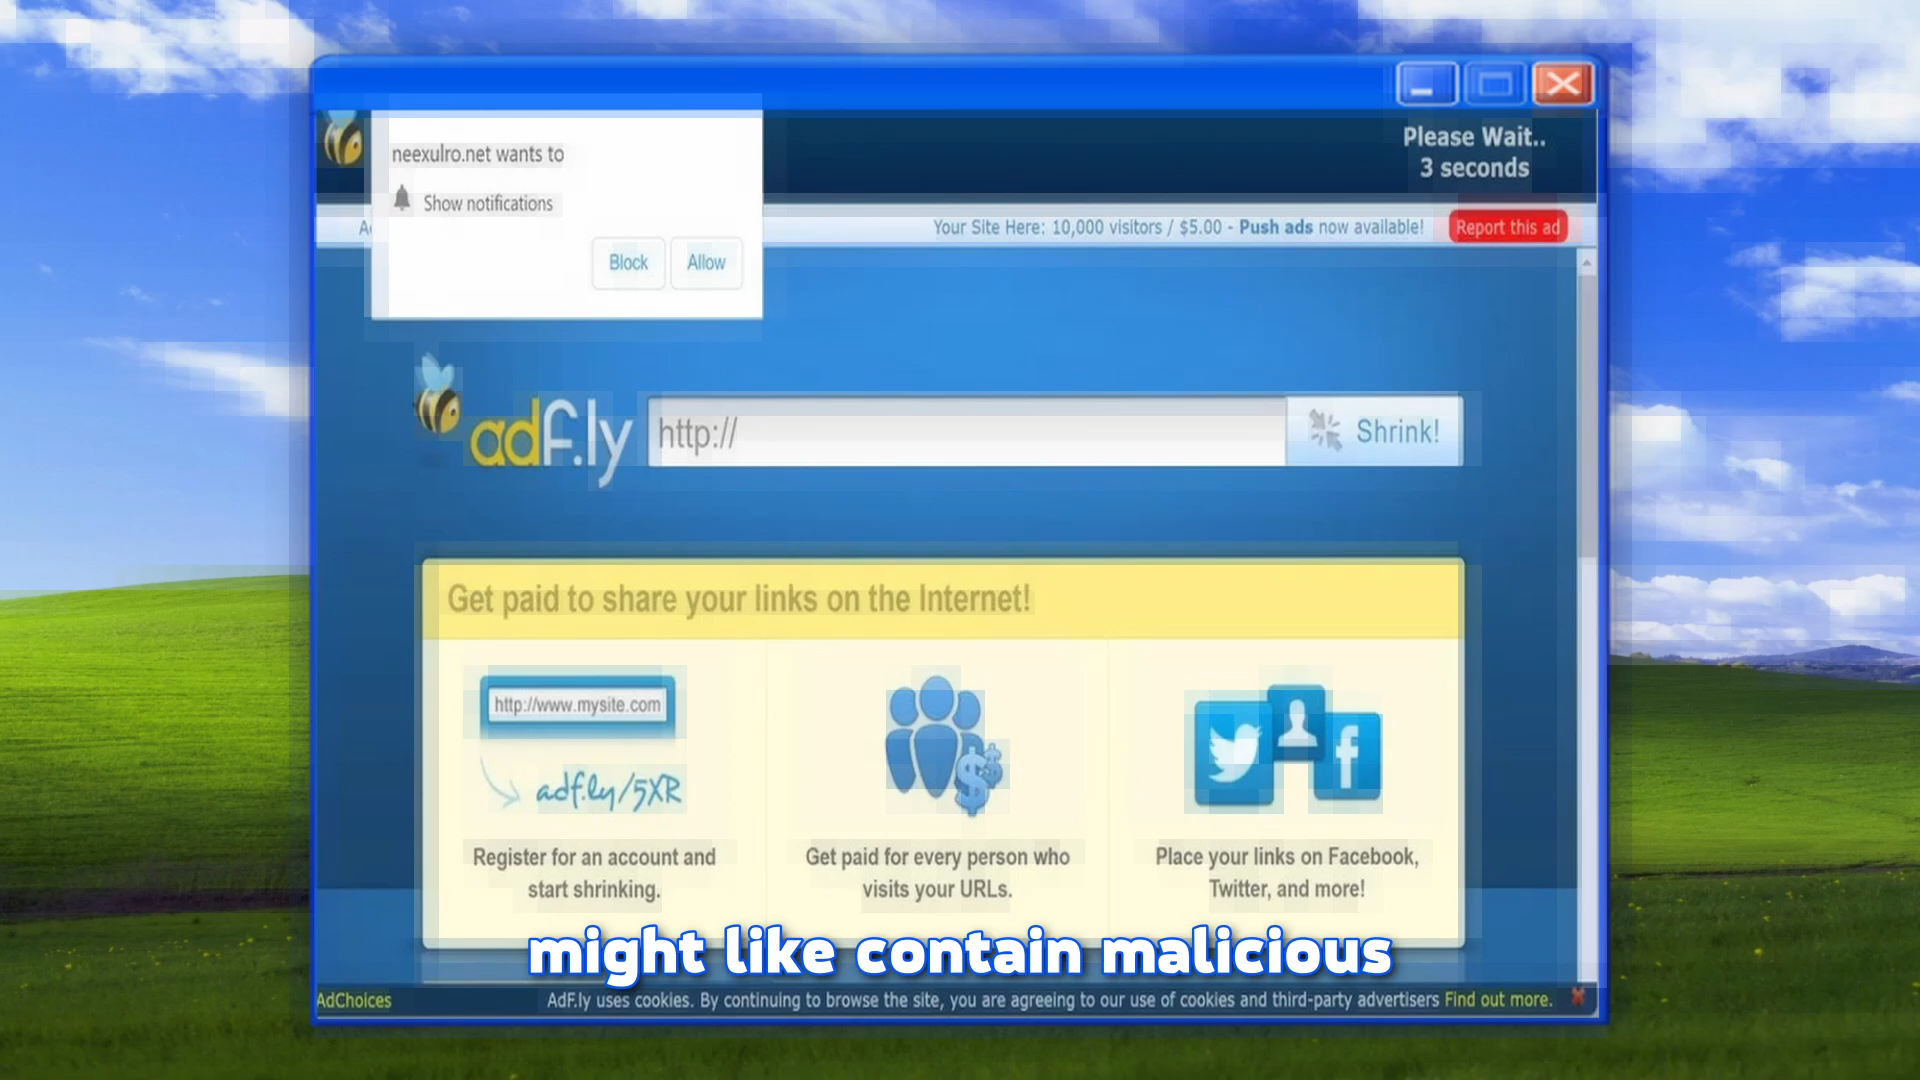 Please Wait..
3 seconds
neexulro.net wants to
Show notifications
Block
Allow
Your Site Here: 10,000 visitors / $5.00 - Push ads now available!
Report this ad
adf.ly
http://
Shrink!
Get paid to share your links on the Internet!
http://www.mysite.com
adf.ly/5XR
Register for an account and
start shrinking.
Get paid for every person who
visits your URLs.
Place your links on Facebook,
Twitter, and more!
might like contain malicious
AdChoices
AdF.ly uses cookies. By continuing to browse the site, you are agreeing to our use of cookies and third-party advertisers Find out more.